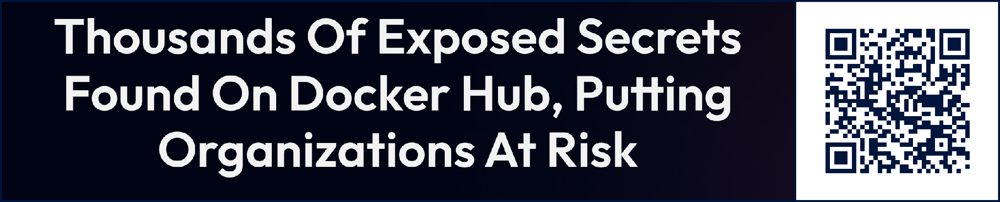 Thousands Of Exposed Secrets
Found On Docker Hub, Putting
Organizations At Risk